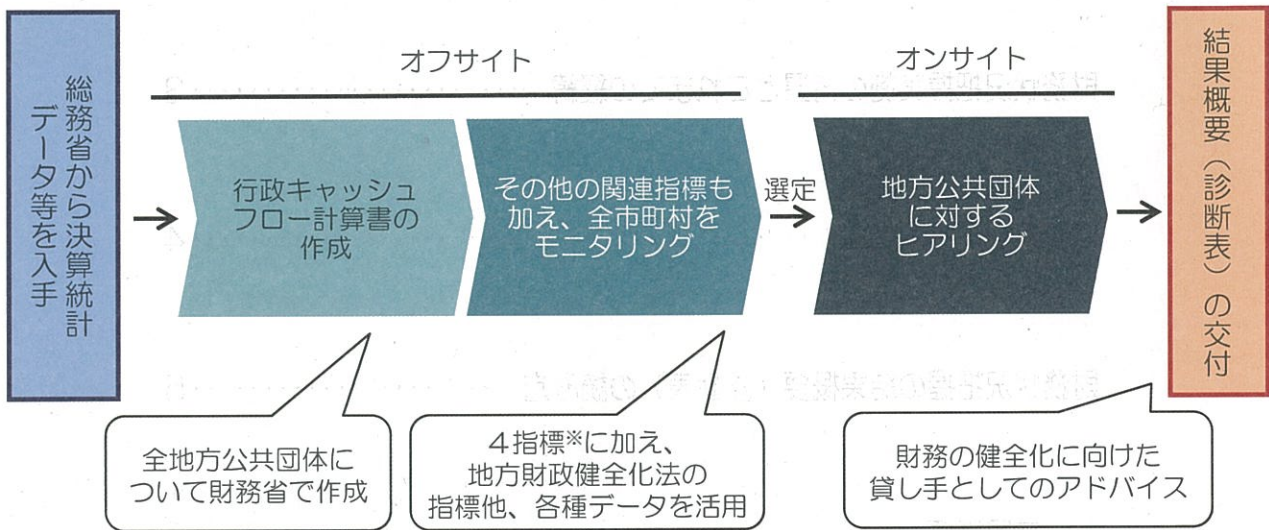 総務省から決算統計
データ等を入手
オフサイト
行政キャッシュ
フロー計算書の
作成
その他の関連指標も
加え、全市町村を
モニタリング
選定
オンサイト
地方公共団体
に対する
ヒアリング
結果概要（診断表）の交付
全地方公共団体に
ついて財務省で作成
４指標※に加え、
地方財政健全化法の
指標他、各種データを活用
財務の健全化に向けた
貸し手としてのアドバイス